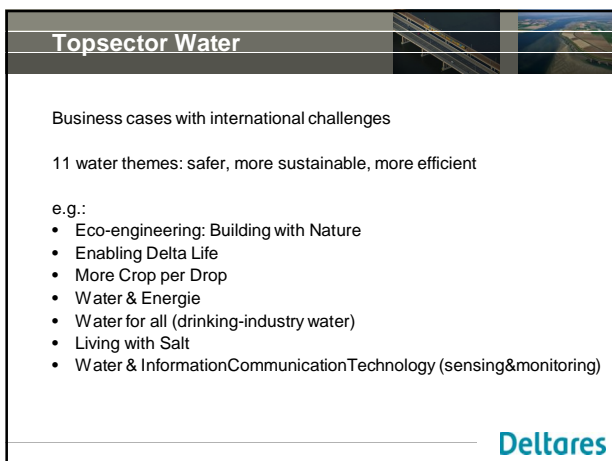 Topsector Water
Business cases with international challenges
11 water themes: safer, more sustainable, more efficient
e.g.:
• Eco-engineering: Building with Nature
• Enabling Delta Life
• More Crop per Drop
• Water & Energie
• Water for all (drinking-industry water)
• Living with Salt
• Water & InformationCommunicationTechnology (sensing&monitoring)
Deltares